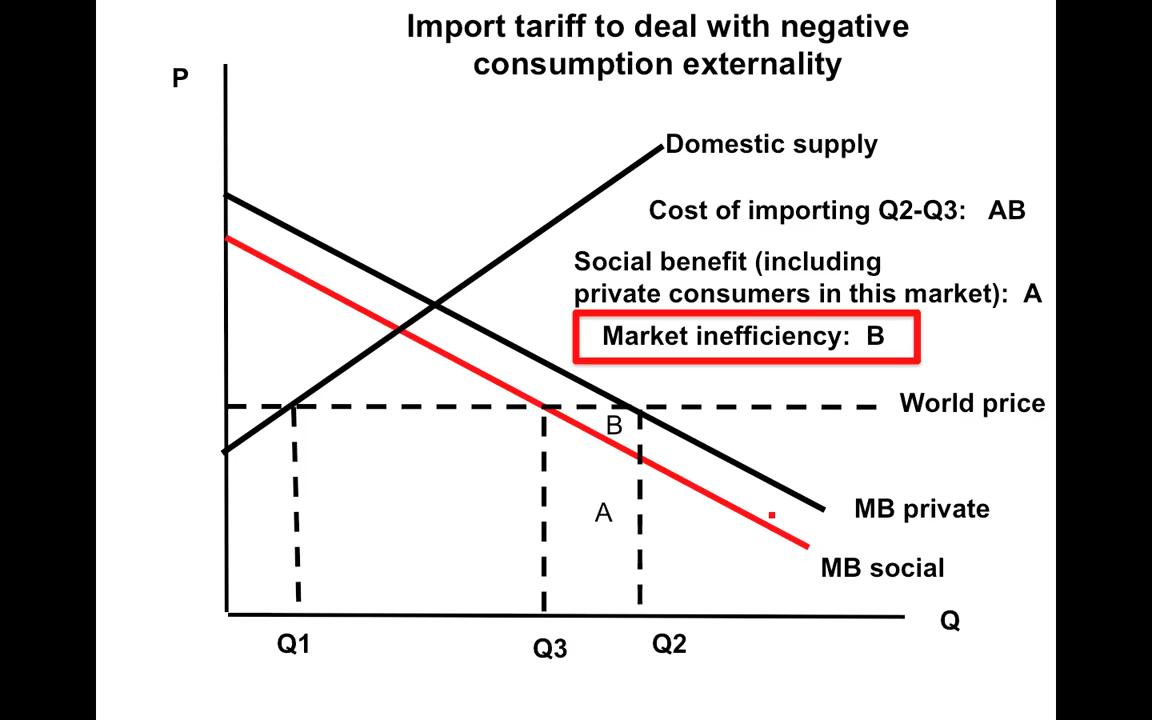 Import tariff to deal with negative
consumption externality
P
Domestic supply
Cost of importing Q2-Q3: AB
Social benefit (including
private consumers in this market): A
Market inefficiency: B
World price
B
A
MB private
MB social
Q
Q1
Q3
Q2